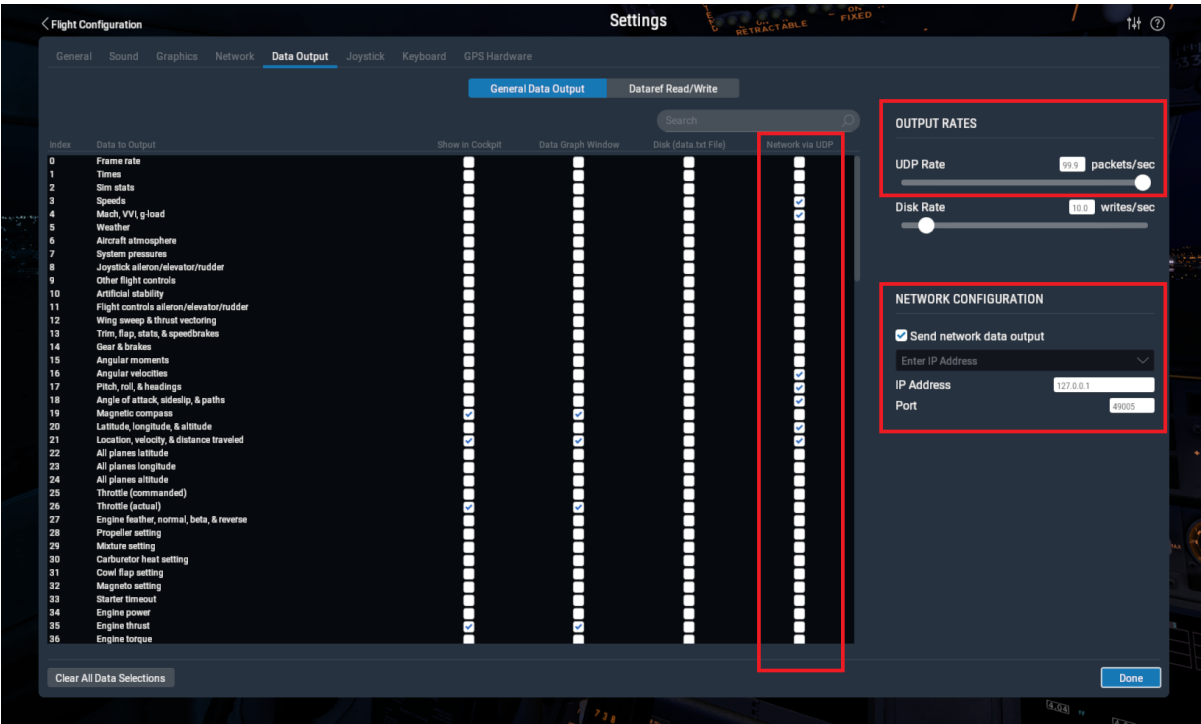 Flight Configuration
Settings
RETRACTABLE
ON
FIXED
General Sound Graphics Network Data Output Joystick Keyboard GPS Hardware
General Data Output Dataref Read/Write
Search
Index Data to Output Show in Cockpit Data Graph Window Disk (data.txt File) Network via UDP
0 Frame rate
1 Times
2 Sim stats
3 Speeds
4 Mach, VVI, g-load
5 Weather
6 Aircraft atmosphere
7 System pressures
8 Joystick aileron/elevator/rudder
9 Other flight controls
10 Artificial stability
11 Flight controls aileron/elevator/rudder
12 Wing sweep & thrust vectoring
13 Trim, flap, stats, & speedbrakes
14 Gear & brakes
15 Angular moments
16 Angular velocities
17 Pitch, roll, & headings
18 Angle of attack, sideslip, & paths
19 Magnetic compass
20 Latitude, longitude, & altitude
21 Location, velocity, & distance traveled
22 All planes latitude
23 All planes longitude
24 All planes altitude
25 Throttle (commanded)
26 Throttle (actual)
27 Engine feather, normal, beta, & reverse
28 Propeller setting
29 Mixture setting
30 Carburetor heat setting
31 Cowl flap setting
32 Magneto setting
33 Starter timeout
34 Engine power
35 Engine thrust
36 Engine torque
OUTPUT RATES
UDP Rate 99.9 packets/sec
Disk Rate 10.0 writes/sec
NETWORK CONFIGURATION
Send network data output
Enter IP Address
IP Address 127.0.0.1
Port 49005
Clear All Data Selections
Done
738